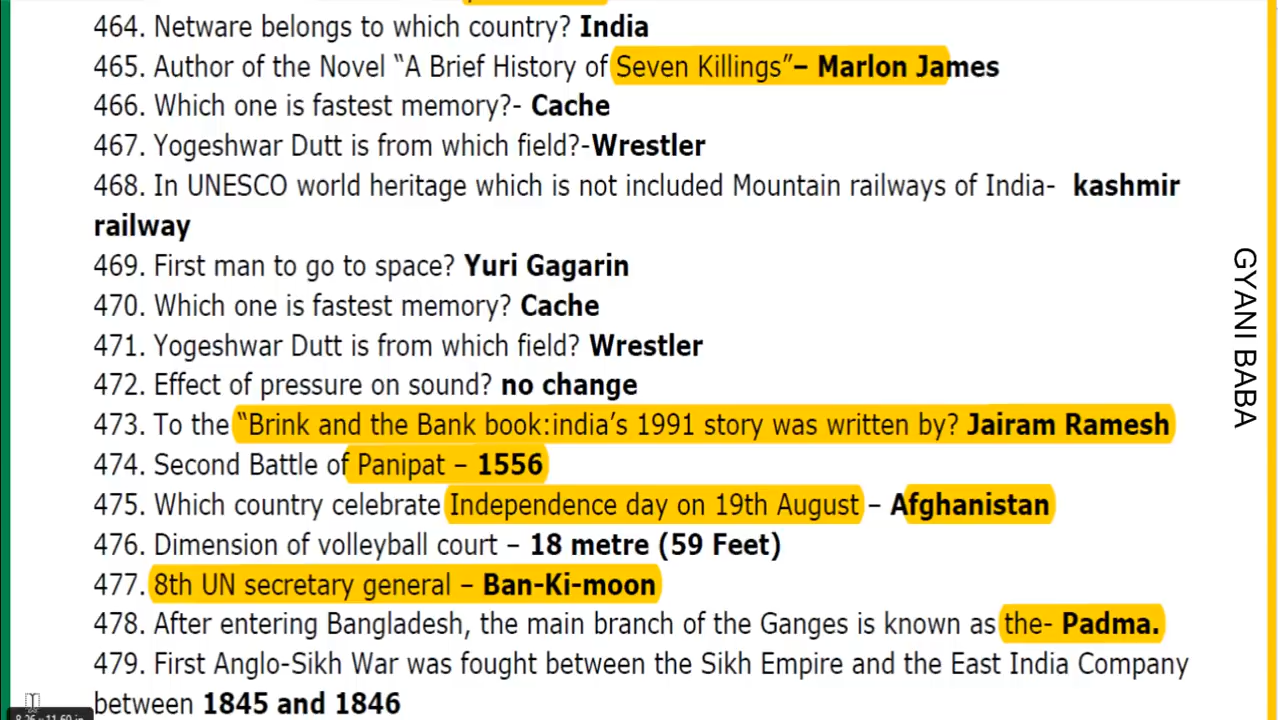 464. Netware belongs to which country? India
465. Author of the Novel “A Brief History of Seven Killings”– Marlon James
466. Which one is fastest memory?- Cache
467. Yogeshwar Dutt is from which field?-Wrestler
468. In UNESCO world heritage which is not included Mountain railways of India- kashmir
railway
469. First man to go to space? Yuri Gagarin
470. Which one is fastest memory? Cache
471. Yogeshwar Dutt is from which field? Wrestler
472. Effect of pressure on sound? no change
473. To the “Brink and the Bank book:india’s 1991 story was written by? Jairam Ramesh
474. Second Battle of Panipat – 1556
475. Which country celebrate Independence day on 19th August – Afghanistan
476. Dimension of volleyball court – 18 metre (59 Feet)
477. 8th UN secretary general – Ban-Ki-moon
478. After entering Bangladesh, the main branch of the Ganges is known as the- Padma.
479. First Anglo-Sikh War was fought between the Sikh Empire and the East India Company
between 1845 and 1846
GYANI BABA